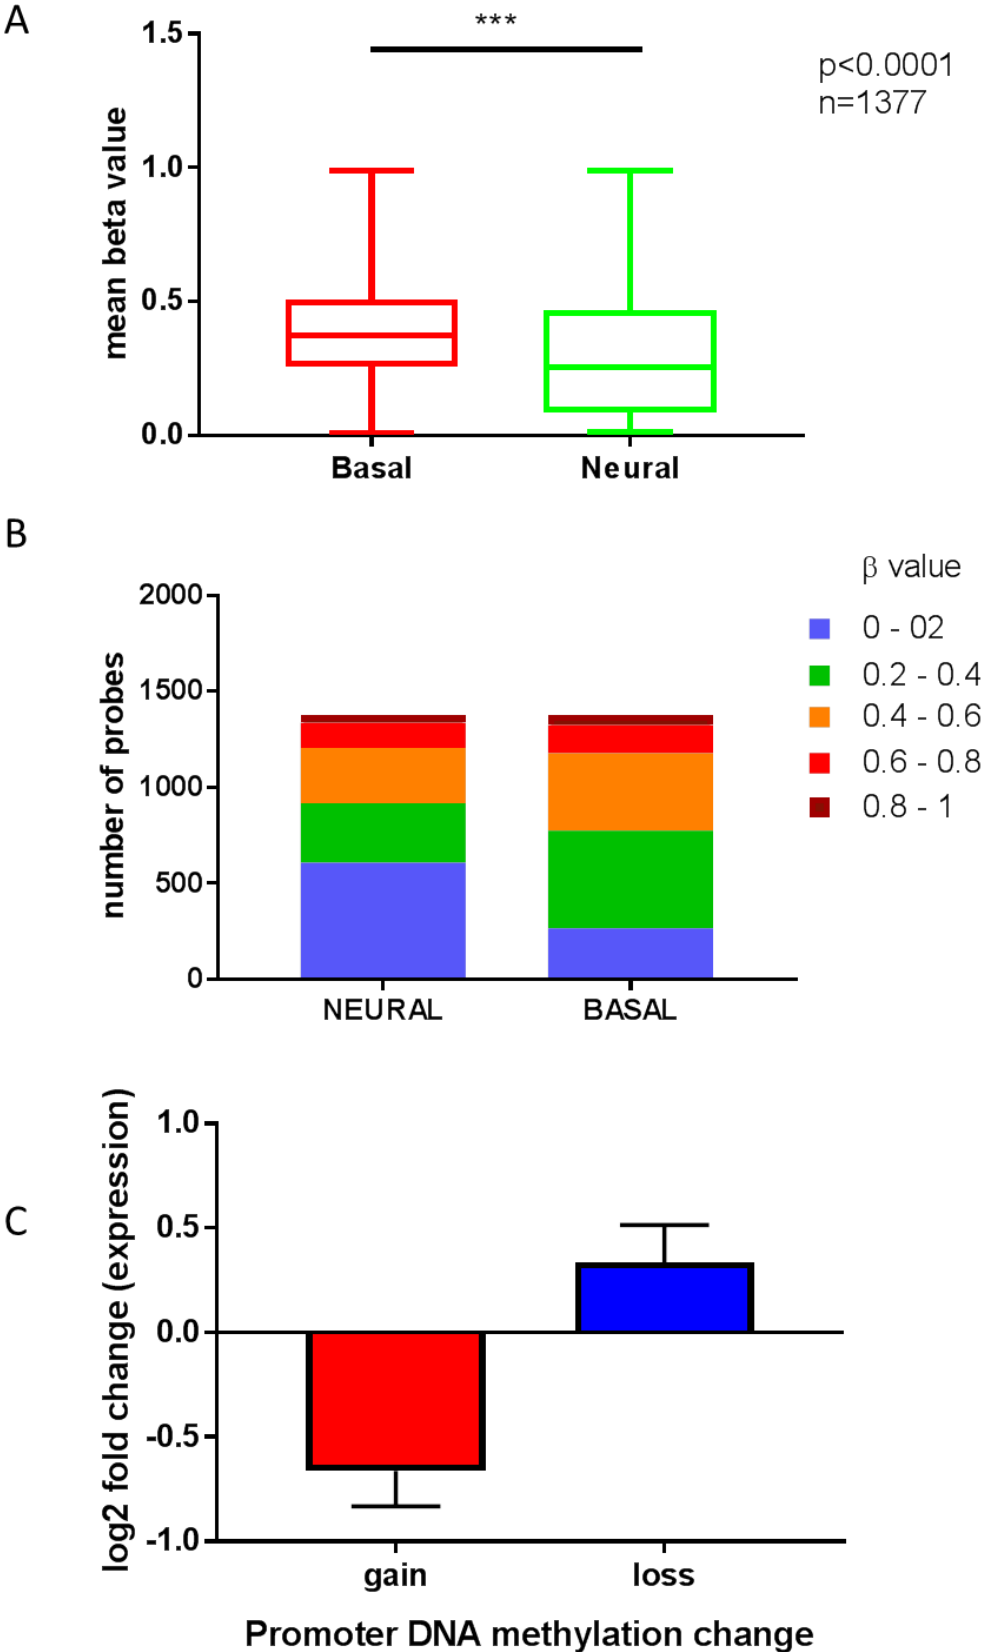 A
***
p<0.0001
n=1377
mean beta value
1.5
1.0
0.5
0.0
Basal
Neural
B
β value
0 - 02
0.2 - 0.4
0.4 - 0.6
0.6 - 0.8
0.8 - 1
number of probes
2000
1500
1000
500
0
NEURAL
BASAL
C
log2 fold change (expression)
1.0
0.5
0.0
-0.5
-1.0
gain
loss
Promoter DNA methylation change